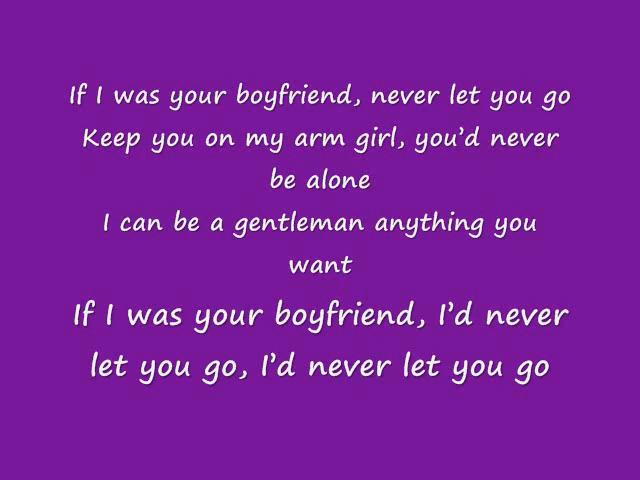 If I was your boyfriend, never let you go
Keep you on my arm girl, you'd never
be alone
I can be a gentleman anything you
want
If I was your boyfriend, I'd never
let you go, I'd never let you go